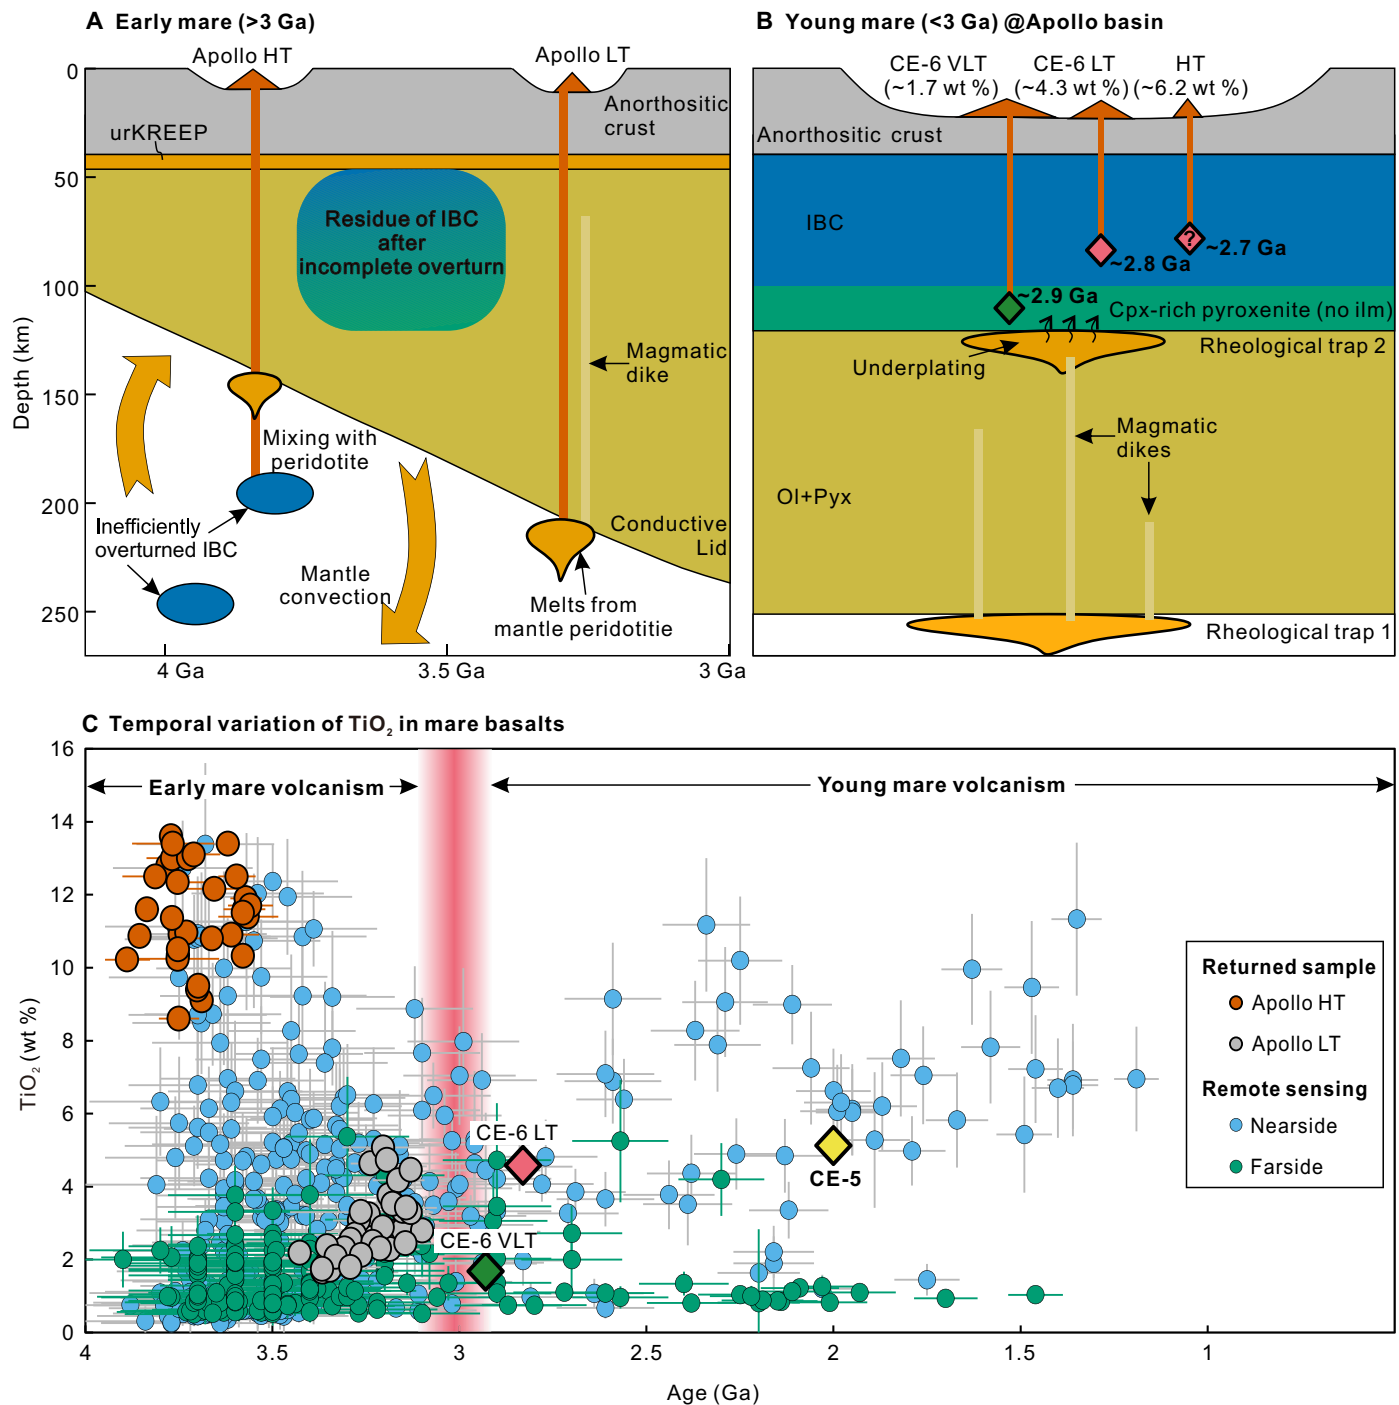 A Early mare (>3 Ga)
Apollo HT
Apollo LT
Anorthositic
crust
urKREEP
Residue of IBC
after
incomplete overturn
Magmatic
dike
Mixing with
peridotite
Inefficiently
overturned IBC
Mantle
convection
Conductive
Lid
Melts from
mantle peridotitie
Depth (km)
0
50
100
150
200
250
4 Ga
3.5 Ga
3 Ga
B Young mare (<3 Ga) @Apollo basin
CE-6 VLT
(~1.7 wt %)
CE-6 LT
(~4.3 wt %)
HT
(~6.2 wt %)
Anorthositic crust
IBC
?
~2.7 Ga
~2.8 Ga
~2.9 Ga
Cpx-rich pyroxenite (no ilm)
Rheological trap 2
Underplating
Magmatic
dikes
Ol+Pyx
Rheological trap 1
C Temporal variation of TiO₂ in mare basalts
Early mare volcanism
Young mare volcanism
CE-6 LT
CE-6 VLT
CE-5
Returned sample
Apollo HT
Apollo LT
Remote sensing
Nearside
Farside
TiO₂ (wt %)
16
14
12
10
8
6
4
2
0
4
3.5
3
2.5
2
1.5
1
Age (Ga)